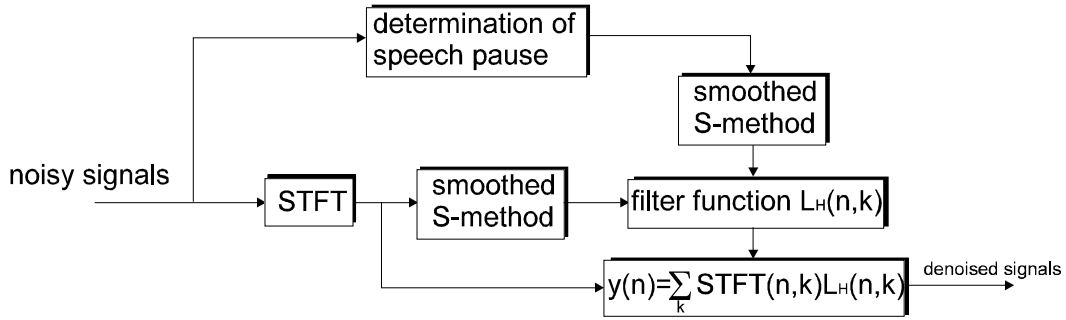 determination of
speech pause
smoothed
S-method
noisy signals
STFT
smoothed
S-method
filter function LH(n,k)
y(n)=∑k STFT(n,k)LH(n,k)
denoised signals